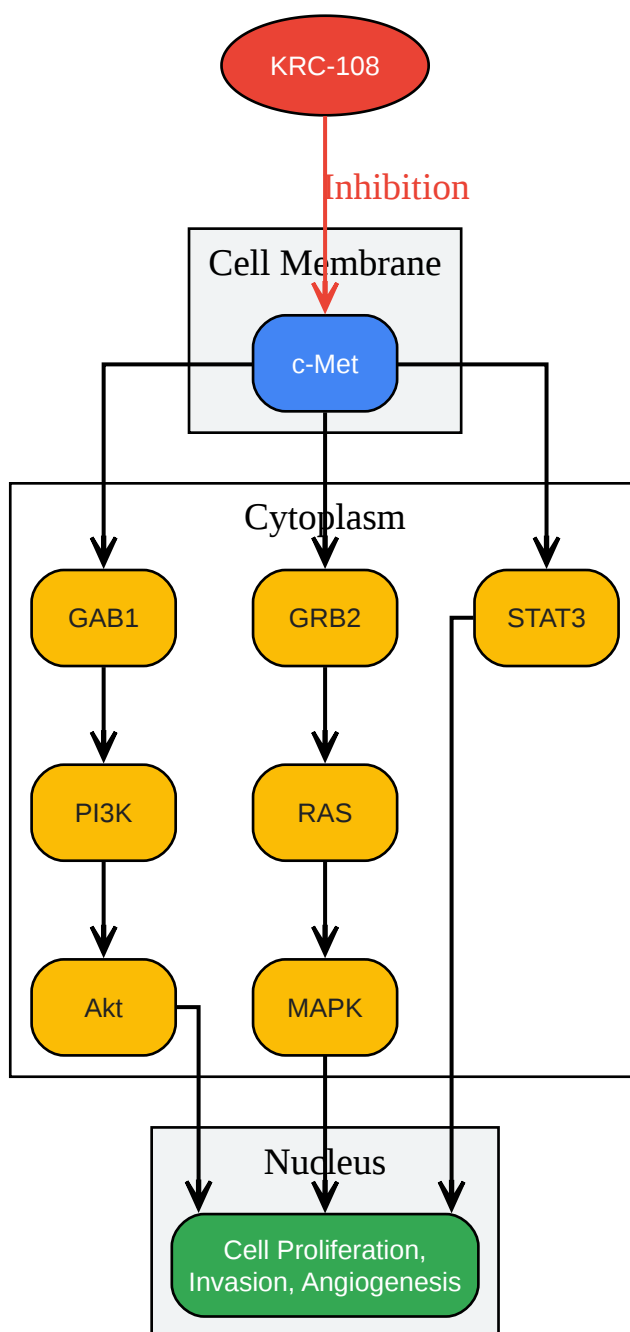 KRC-108
Inhibition
Cell Membrane
c-Met
Cytoplasm
GAB1
GRB2
STAT3
PI3K
RAS
Akt
MAPK
Nucleus
Cell Proliferation,
Invasion, Angiogenesis